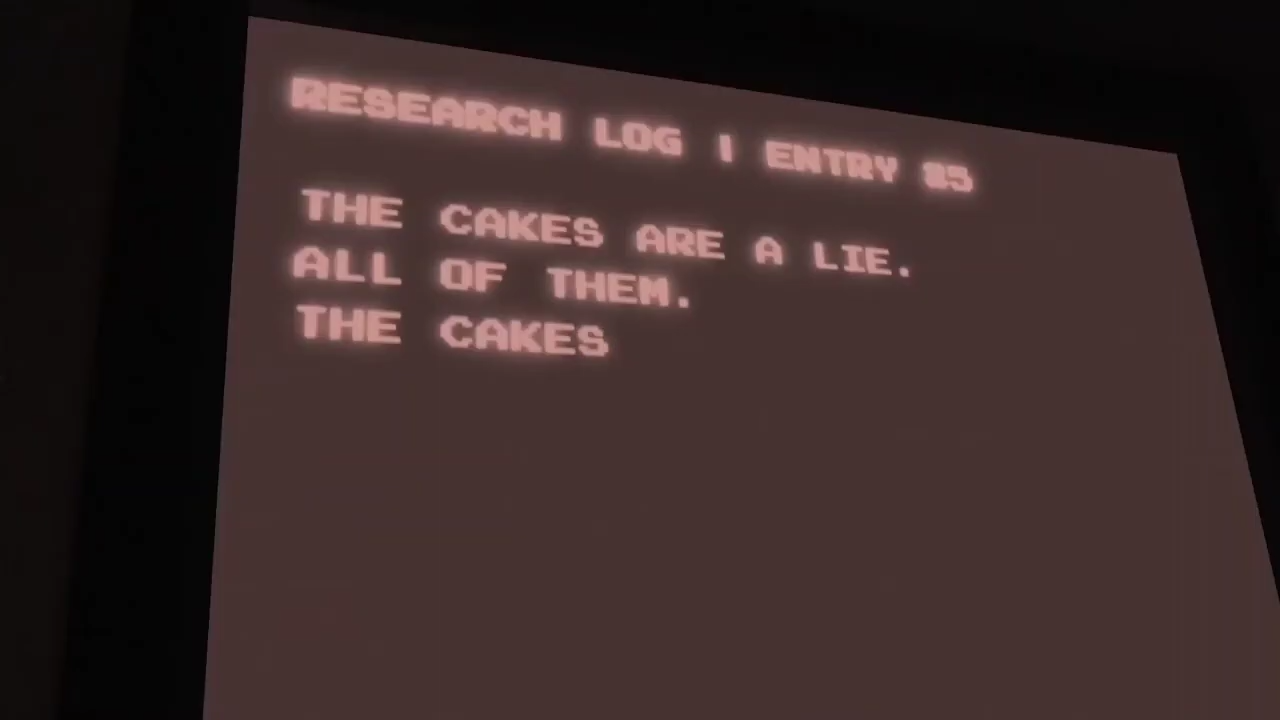 RESEARCH LOG | ENTRY
THE CAKES ARE A LIE.
ALL OF THEM.
THE CAKES